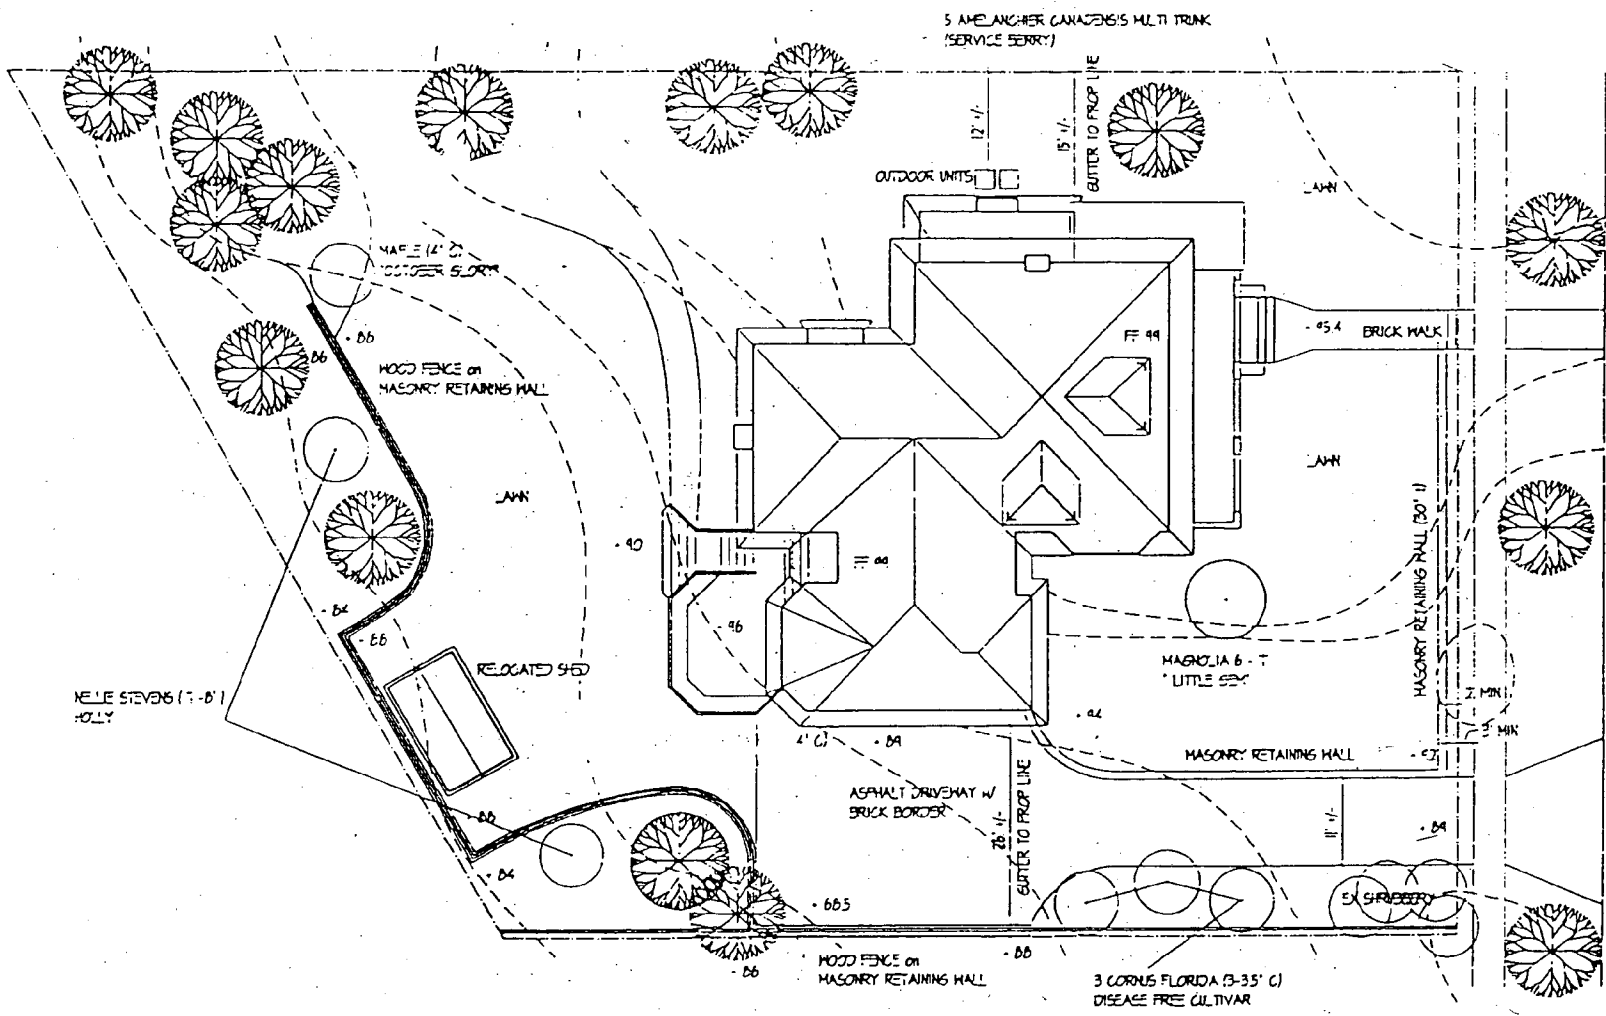 5 AMELANCHIER CANADENSIS MULTI TRUNK
(SERVICE BERRY)
12' +/-
15' +/-
GUTTER TO PROP LINE
OUTDOOR UNITS
LAWN
MAPLE (4" C)
'OCTOBER GLORY'
86
86
WOOD FENCE on
MASONRY RETAINING WALL
FF 99
95.4
BRICK WALK
LAWN
LAWN
90
FF 99
MASONRY RETAINING WALL (30"
84
88
96
RELOCATED SHED
MAGNOLIA 6 - 7
" LITTLE GEM"
NELLIE STEVENS
HOLLY
2' MIN
3' MIN
94
4" C)
89
MASONRY RETAINING WALL
ASPHALT DRIVEWAY W/
BRICK BORDER
26' +/-
GUTTER TO PROP LINE
11' +/-
88
89
84
88.5
EX SHRUBBERY
86
88
WOOD FENCE on
MASONRY RETAINING WALL
3 CORNUS FLORIDA (3-3.5" C)
DISEASE FREE CULTIVAR